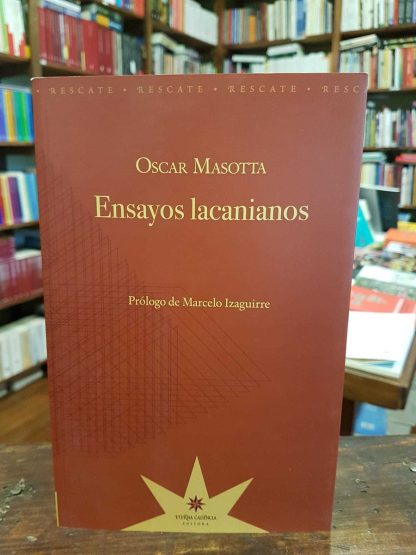 • RESCATE • RESCATE • RESCATE • RESC
OSCAR MASOTTA
Ensayos lacanianos
Prólogo de Marcelo Izaguirre
ETERNA CADENCIA
EDITORA